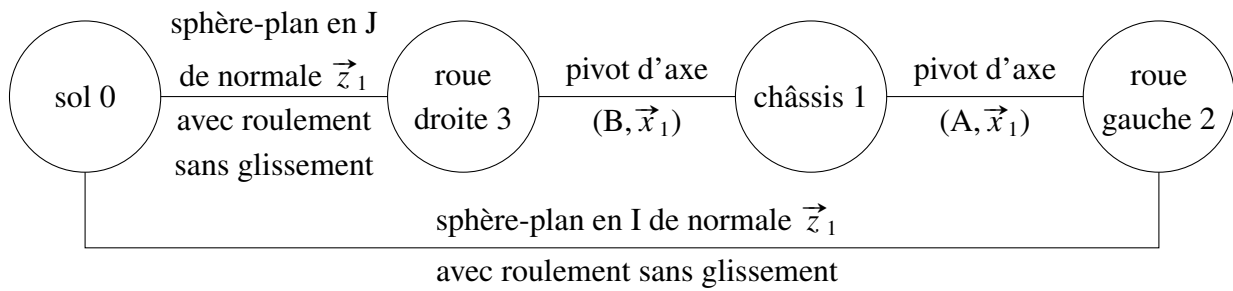 sol 0
sphère-plan en J
de normale z⃗₁
avec roulement
sans glissement
roue
droite 3
pivot d'axe
(B, x⃗₁)
châssis 1
pivot d'axe
(A, x⃗₁)
roue
gauche 2
sphère-plan en I de normale z⃗₁
avec roulement sans glissement